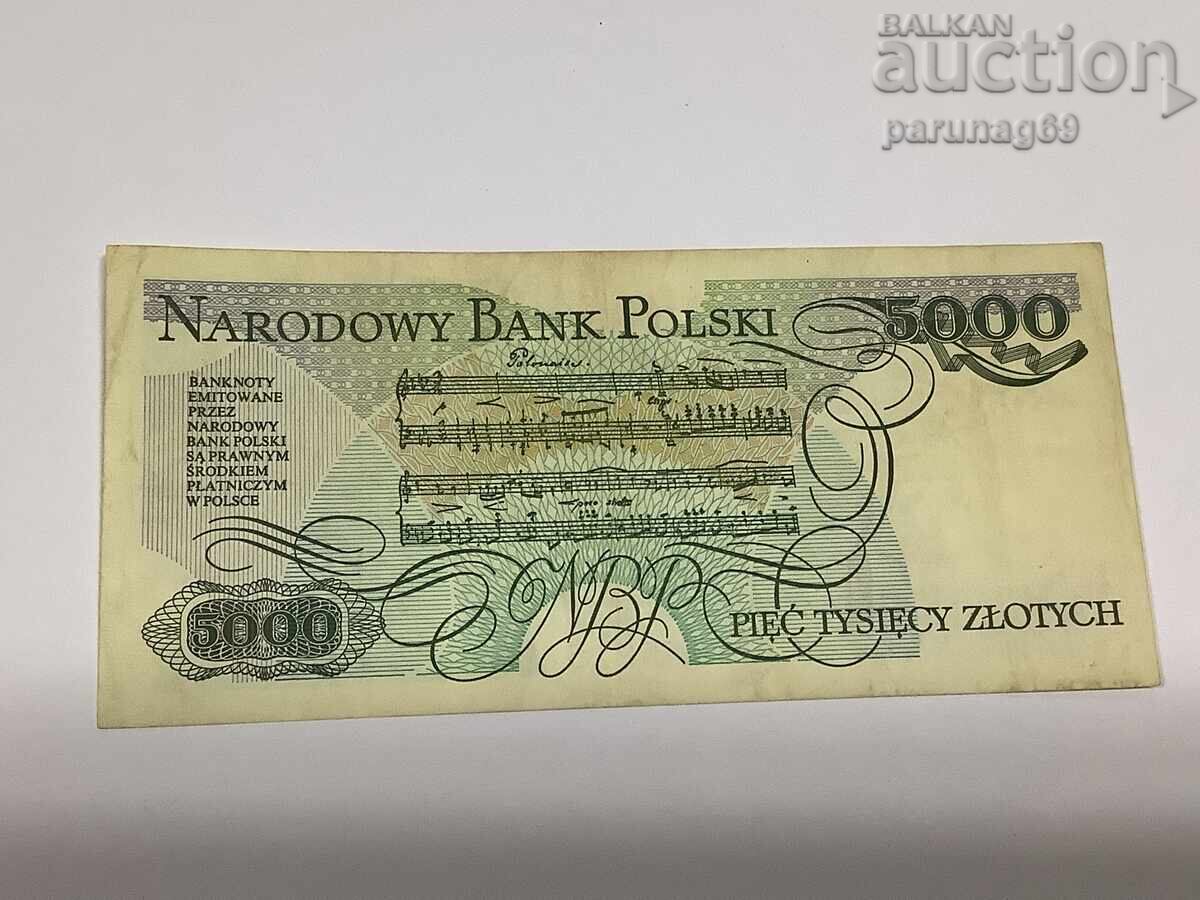 BALKAN
auction
parunag69
NARODOWY BANK POLSKI
5000
Polonaises.
BANKNOTY
EMITOWANE
PRZEZ
NARODOWY
BANK POLSKI
SĄ PRAWNYM
ŚRODKIEM
PŁATNICZYM
W POLSCE
NBP
5000
PIĘĆ TYSIĘCY ZŁOTYCH